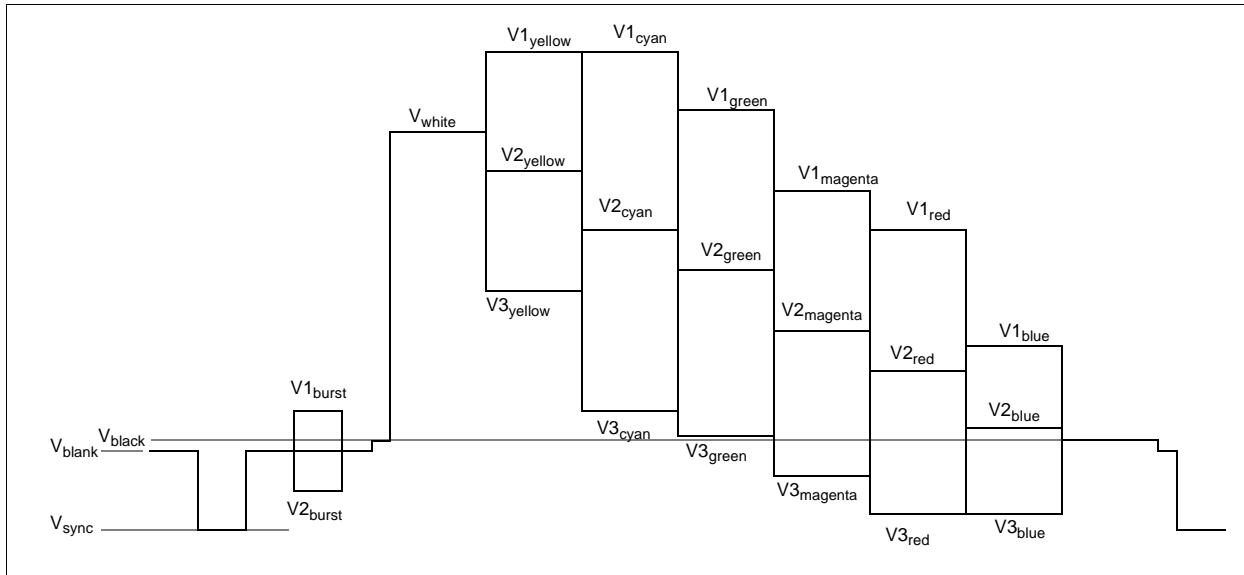 V1yellow
V1cyan
V1green
Vwhite
V2yellow
V1magenta
V2cyan
V1red
V2green
V3yellow
V2magenta
V1blue
V2red
V1burst
V2blue
V3cyan
Vblack
Vblank
V3green
V3magenta
V2burst
Vsync
V3red
V3blue